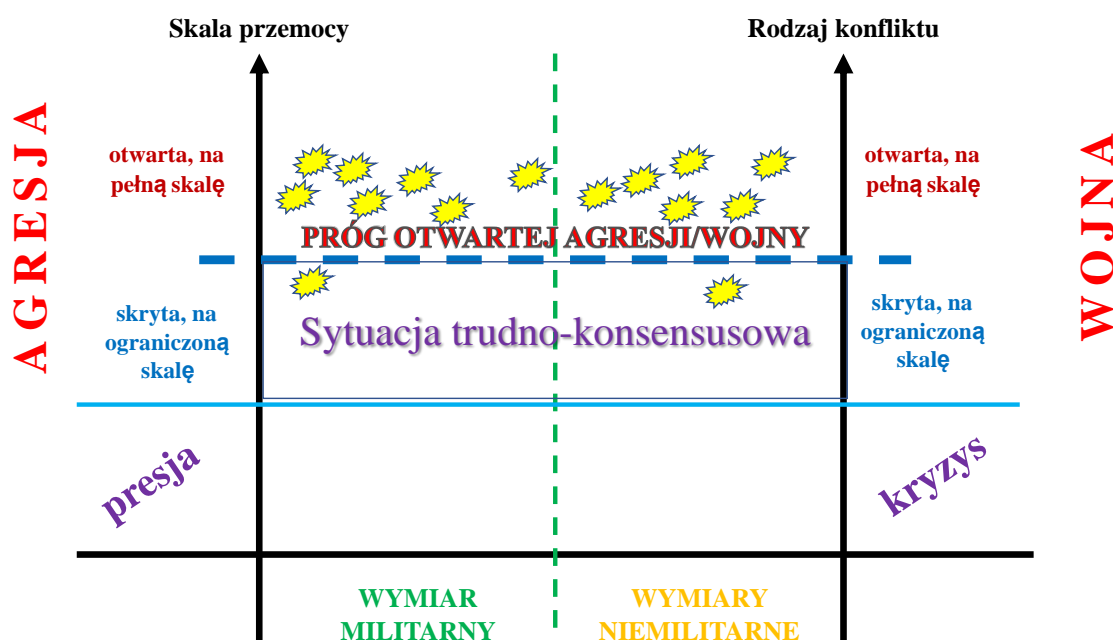 Skala przemocy
Rodzaj konfliktu
AGRESJA
otwarta, na
pełną skalę
otwarta, na
pełną skalę
WOJNA
PRÓG OTWARTEJ AGRESJI/WOJNY
skryta, na
ograniczoną
skalę
Sytuacja trudno-konsensusowa
skryta, na
ograniczoną
skalę
presja
kryzys
WYMIAR
MILITARNY
WYMIARY
NIEMILITARNE